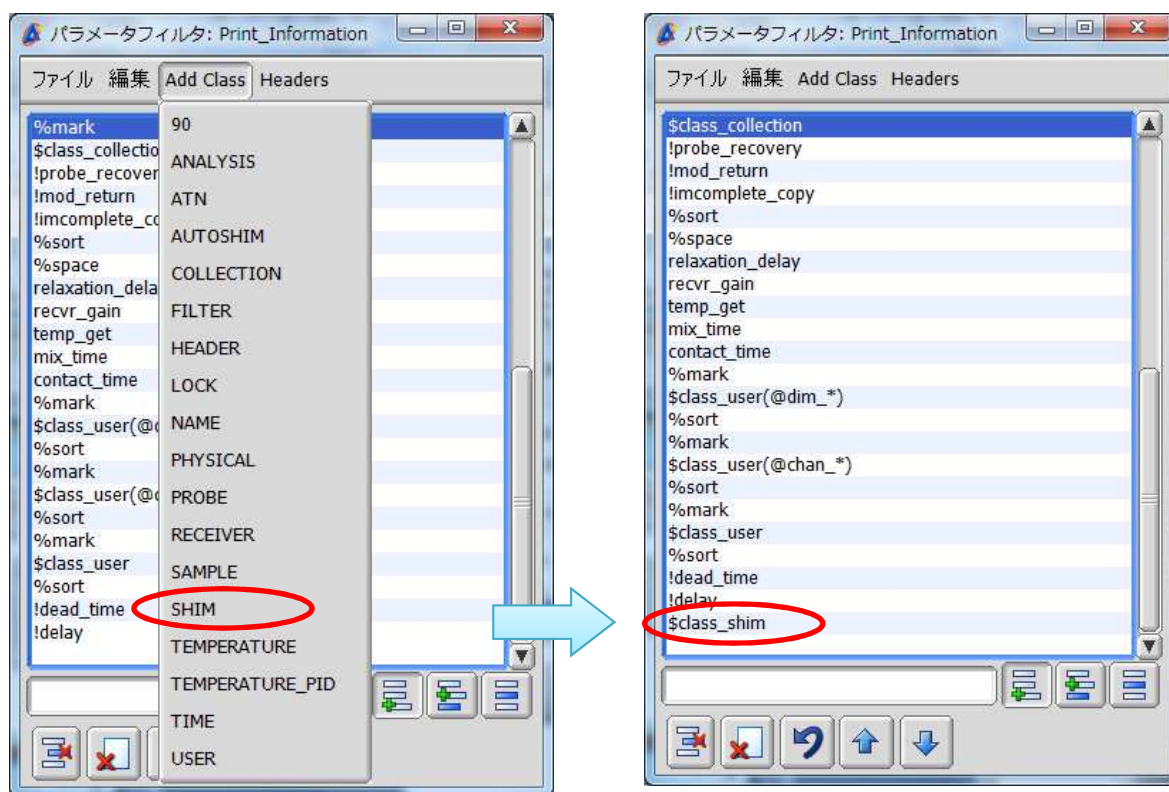 パラメータフィルタ: Print_Information
ファイル 編集 Add Class Headers
%mark
$class_collectio
!probe_recover
!mod_return
!imcomplete_co
%sort
%space
relaxation_dela
recvr_gain
temp_get
mix_time
contact_time
%mark
$class_user(@
%sort
%mark
$class_user(@
%sort
%mark
$class_user
%sort
!dead_time
!delay
90
ANALYSIS
ATN
AUTOSHIM
COLLECTION
FILTER
HEADER
LOCK
NAME
PHYSICAL
PROBE
RECEIVER
SAMPLE
SHIM
TEMPERATURE
TEMPERATURE_PID
TIME
USER
パラメータフィルタ: Print_Information
ファイル 編集 Add Class Headers
$class_collection
!probe_recovery
!mod_return
!imcomplete_copy
%sort
%space
relaxation_delay
recvr_gain
temp_get
mix_time
contact_time
%mark
$class_user(@dim_*)
%sort
%mark
$class_user(@chan_*)
%sort
%mark
$class_user
%sort
!dead_time
!delay
$class_shim